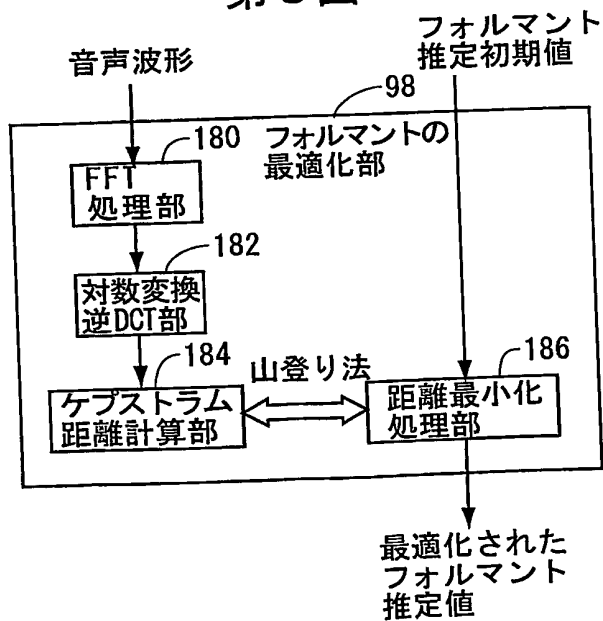 音声波形
フォルマント
推定初期値
98
フォルマントの
最適化部
180
FFT
処理部
182
対数変換
逆DCT部
184
ケプストラム
距離計算部
山登り法
186
距離最小化
処理部
最適化された
フォルマント
推定値